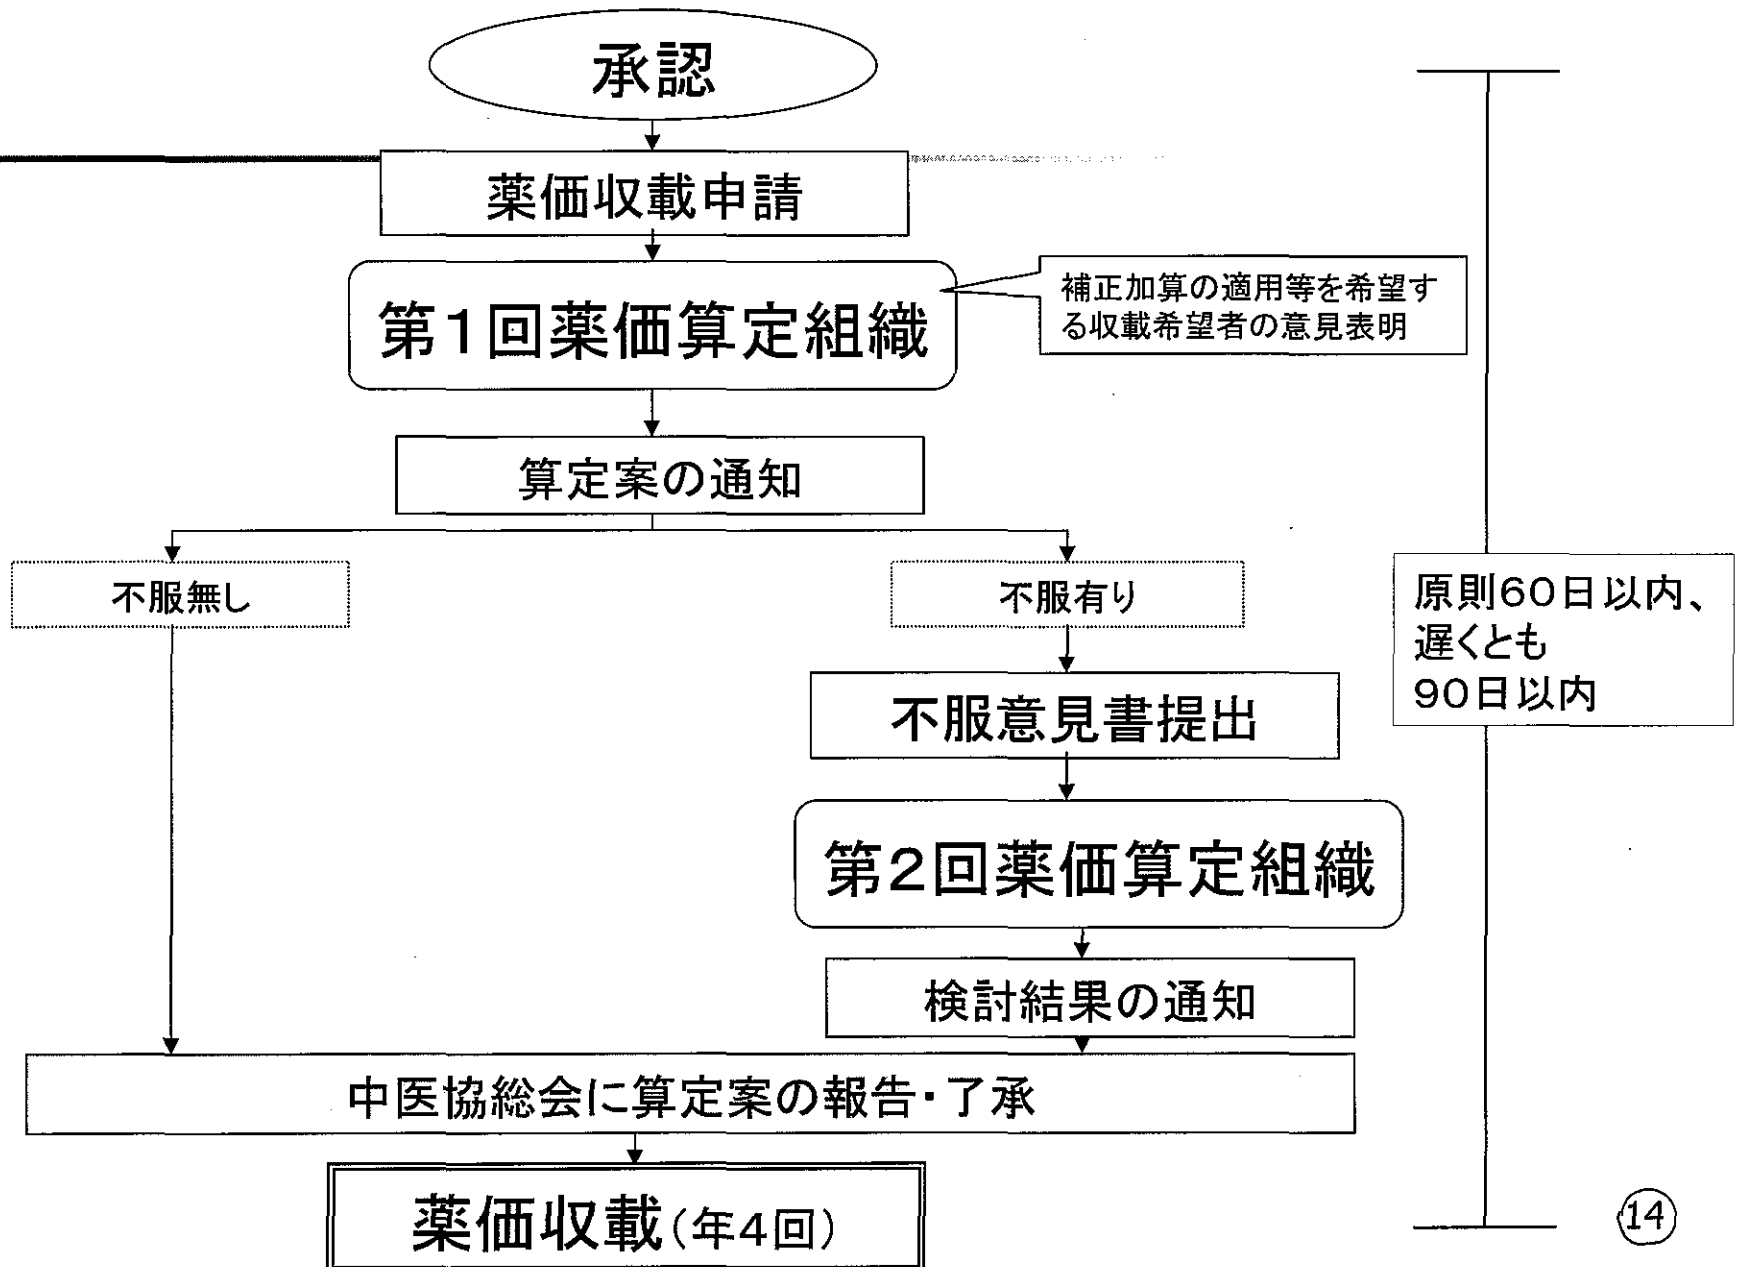 承認
薬価収載申請
第1回薬価算定組織
補正加算の適用等を希望す
る収載希望者の意見表明
算定案の通知
不服無し
不服有り
原則60日以内、
遅くとも
90日以内
不服意見書提出
第2回薬価算定組織
検討結果の通知
中医協総会に算定案の報告・了承
薬価収載(年4回)
14